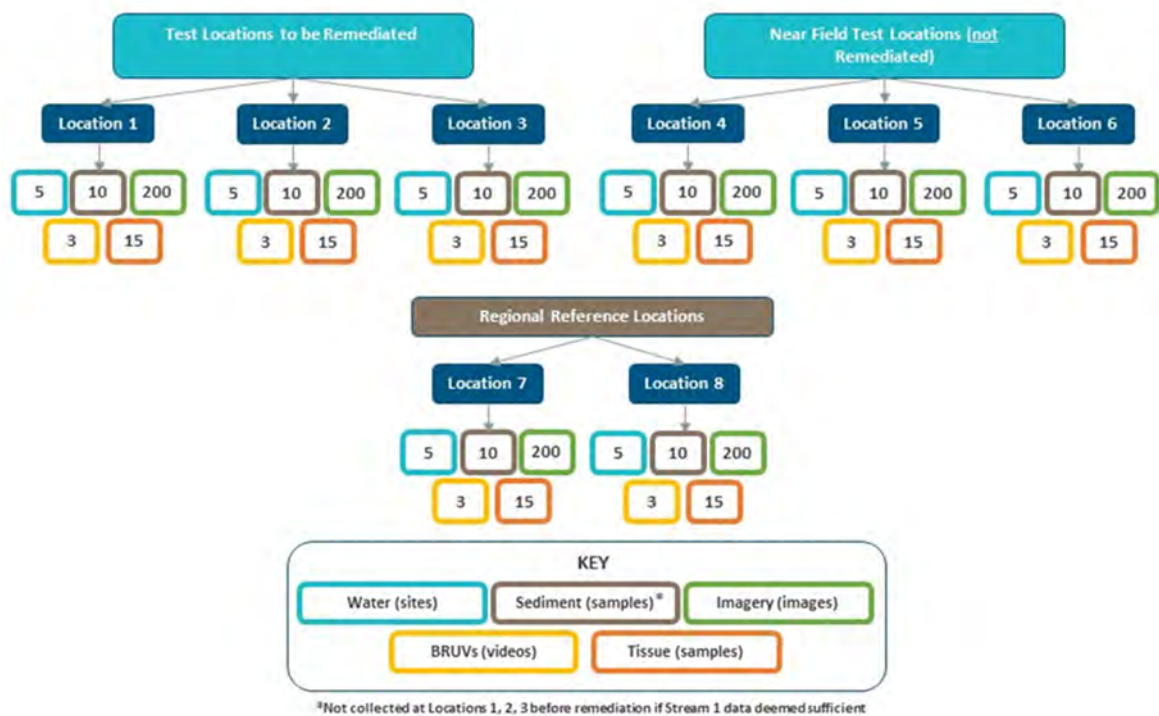 Test Locations to be Remediated
Near Field Test Locations (not
Remediated)
Location 1
Location 2
Location 3
Location 4
Location 5
Location 6
5 10 200
5 10 200
5 10 200
5 10 200
5 10 200
5 10 200
3 15
3 15
3 15
3 15
3 15
3 15
Regional Reference Locations
Location 7
Location 8
5 10 200
5 10 200
3 15
3 15
KEY
Water (sites)
Sediment (samples)*
Imagery (images)
BRUVs (videos)
Tissue (samples)
*Not collected at Locations 1, 2, 3 before remediation if Stream 1 data deemed sufficient